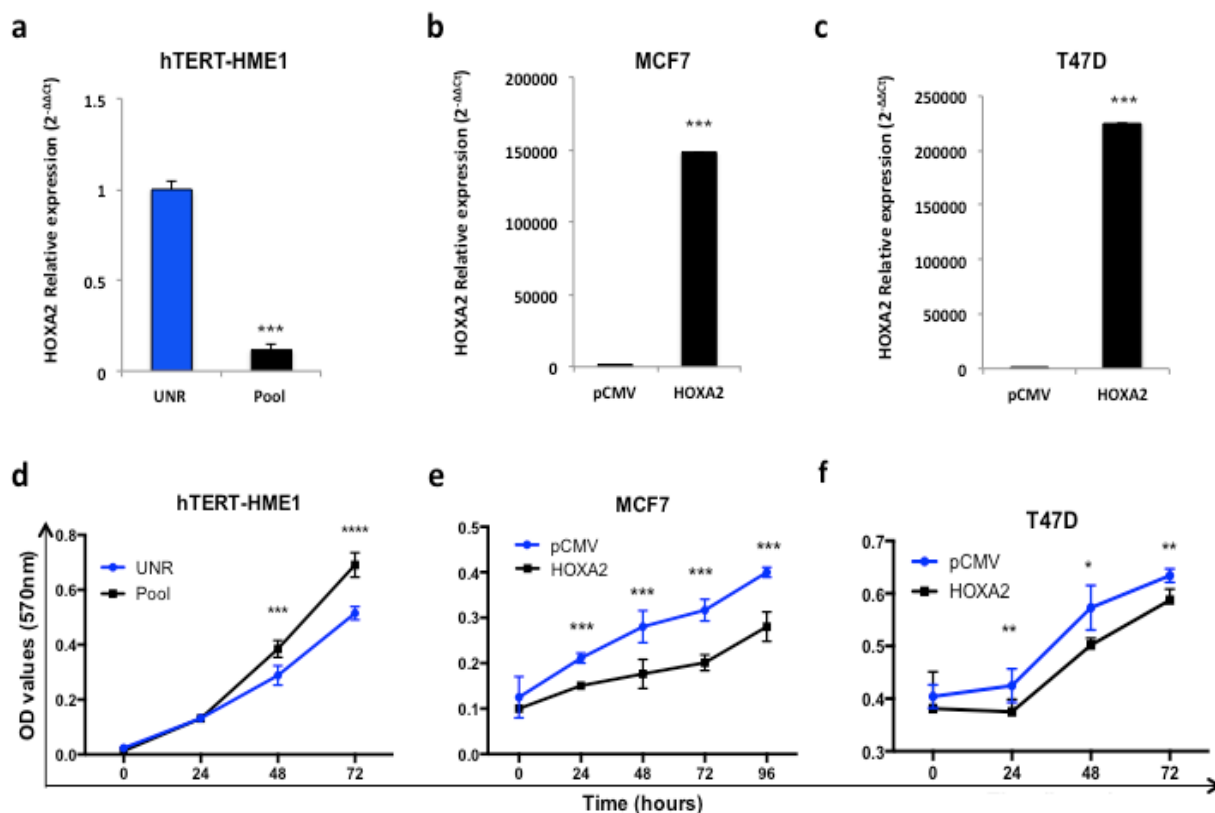 a
hTERT-HME1
HOXA2 Relative expression (2-ΔΔCt)
1.5
1
0.5
0
***
UNR
Pool
b
MCF7
HOXA2 Relative expression (2-ΔΔCt)
200000
150000
100000
50000
0
***
pCMV
HOXA2
c
T47D
HOXA2 Relative expression (2-ΔΔCt)
250000
200000
150000
100000
50000
0
***
pCMV
HOXA2
d
hTERT-HME1
OD values (570nm)
0.8
0.6
0.4
0.2
0.0
UNR
Pool
***
****
0
24
48
72
e
MCF7
0.5
0.4
0.3
0.2
0.1
0.0
pCMV
HOXA2
***
***
***
***
0
24
48
72
96
f
T47D
0.7
0.6
0.5
0.4
0.3
pCMV
HOXA2
**
*
**
0
24
48
72
Time (hours)